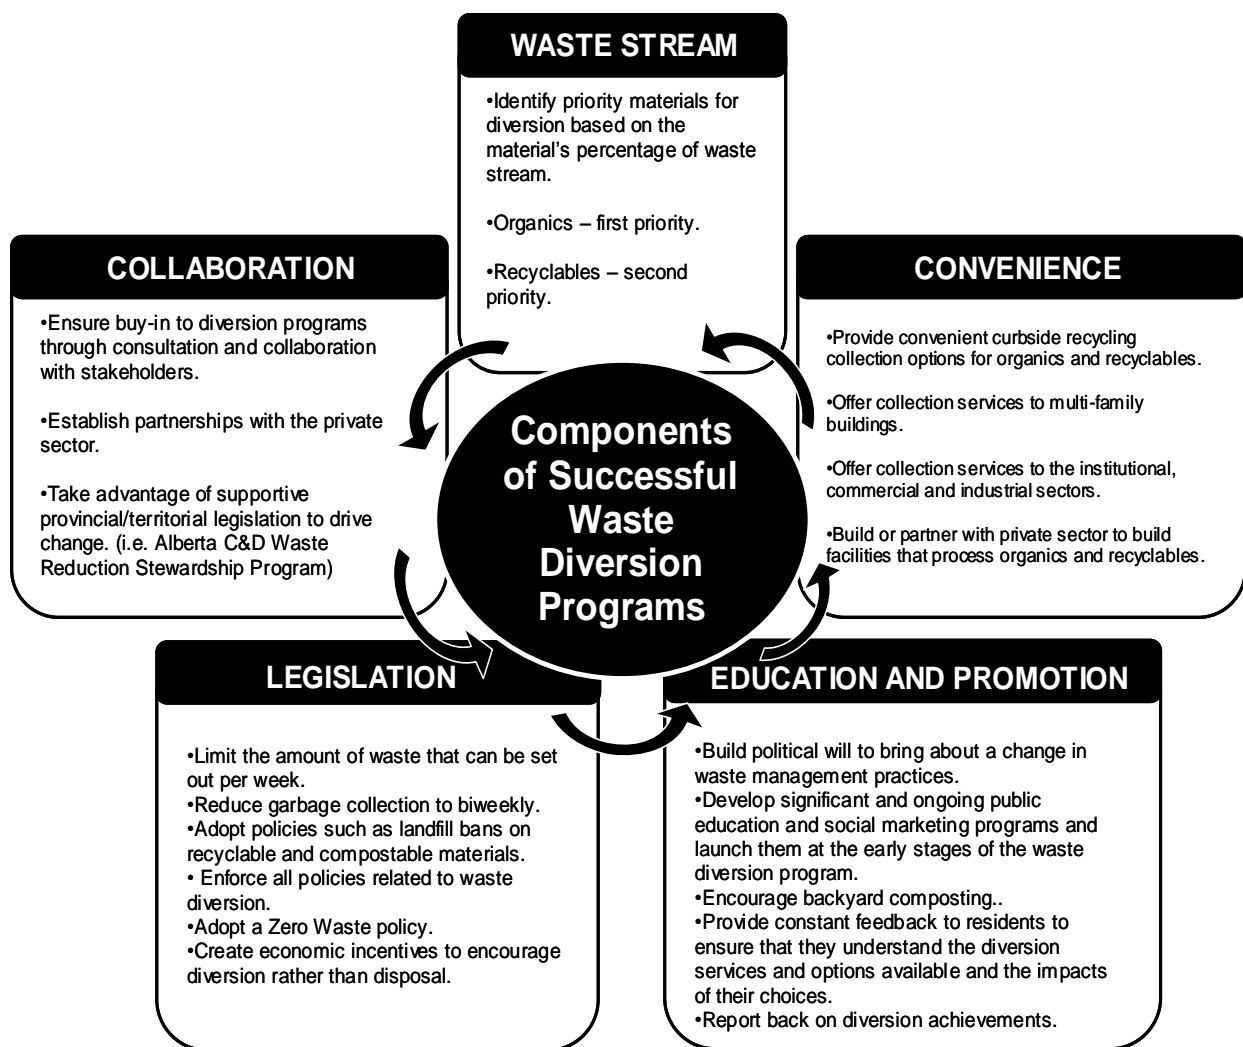 WASTE STREAM
•Identify priority materials for
diversion based on the
material's percentage of waste
stream.
•Organics – first priority.
•Recyclables – second
priority.
COLLABORATION
•Ensure buy-in to diversion programs
through consultation and collaboration
with stakeholders.
•Establish partnerships with the private
sector.
•Take advantage of supportive
provincial/territorial legislation to drive
change. (i.e. Alberta C&D Waste
Reduction Stewardship Program)
CONVENIENCE
•Provide convenient curbside recycling
collection options for organics and recyclables.
•Offer collection services to multi-family
buildings.
•Offer collection services to the institutional,
commercial and industrial sectors.
•Build or partner with private sector to build
facilities that process organics and recyclables.
Components
of Successful
Waste
Diversion
Programs
LEGISLATION
•Limit the amount of waste that can be set
out per week.
•Reduce garbage collection to biweekly.
•Adopt policies such as landfill bans on
recyclable and compostable materials.
• Enforce all policies related to waste
diversion.
•Adopt a Zero Waste policy.
•Create economic incentives to encourage
diversion rather than disposal.
EDUCATION AND PROMOTION
•Build political will to bring about a change in
waste management practices.
•Develop significant and ongoing public
education and social marketing programs and
launch them at the early stages of the waste
diversion program.
•Encourage backyard composting..
•Provide constant feedback to residents to
ensure that they understand the diversion
services and options available and the impacts
of their choices.
•Report back on diversion achievements.